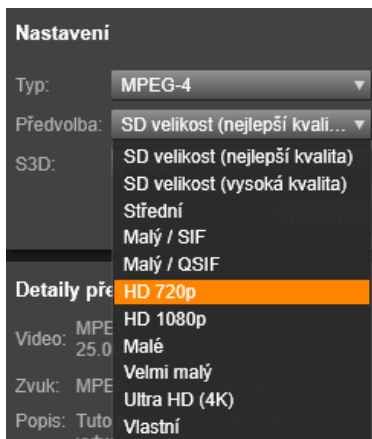 Nastavení
Typ: MPEG-4
Předvolba: SD velikost (nejlepší kvali...
S3D:
SD velikost (nejlepší kvalita)
SD velikost (vysoká kvalita)
Střední
Malý / SIF
Malý / QSIF
HD 720p
HD 1080p
Malé
Velmi malý
Ultra HD (4K)
Vlastní
Detaily pře
Video: MPE
25.0
Zvuk: MPE
Popis: Tuto